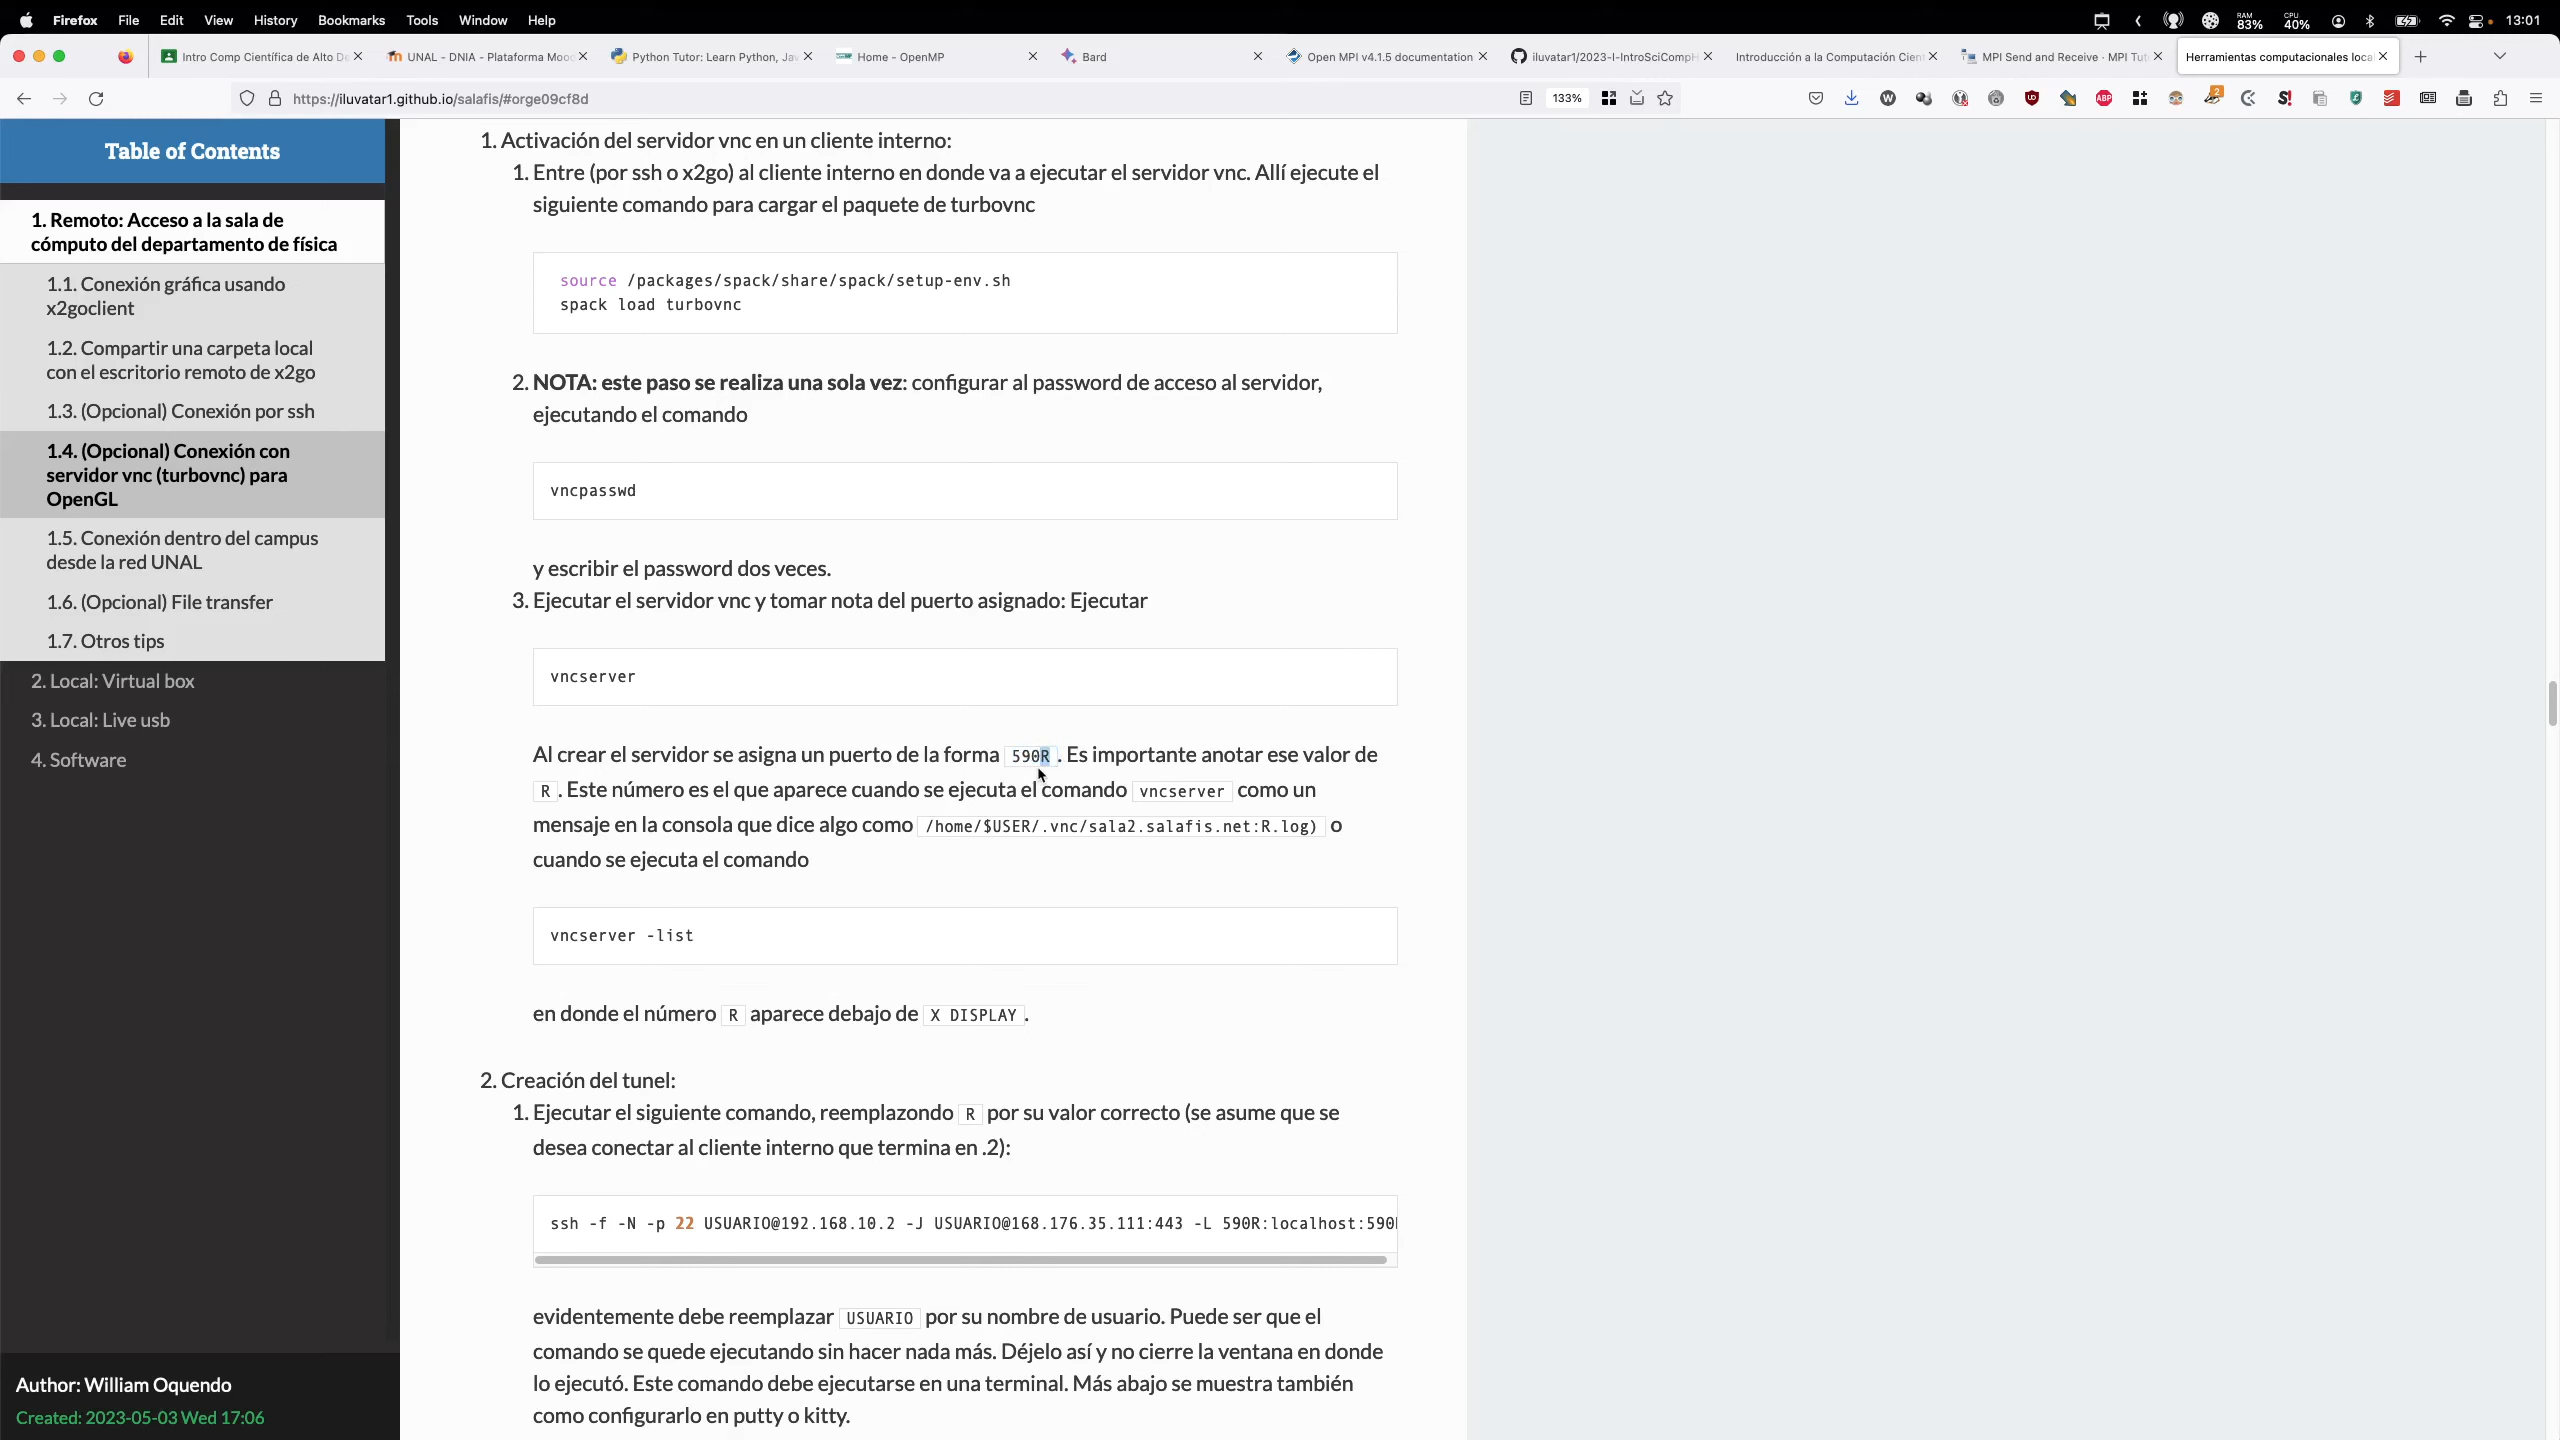 Firefox File Edit View History Bookmarks Tools Window Help RAM 83% CPU 40% 13:01
Intro Comp Científica de Alto De
UNAL - DNIA - Plataforma Mood
Python Tutor: Learn Python, Jav
Home - OpenMP
Bard
Open MPI v4.1.5 documentation
iluvatar1/2023-I-IntroSciCompH
Introducción a la Computación Cien
MPI Send and Receive · MPI Tut
Herramientas computacionales loca
https://iluvatar1.github.io/salafis/#orge09cf8d 133%
Table of Contents
1. Remoto: Acceso a la sala de
cómputo del departamento de física
1.1. Conexión gráfica usando
x2goclient
1.2. Compartir una carpeta local
con el escritorio remoto de x2go
1.3. (Opcional) Conexión por ssh
1.4. (Opcional) Conexión con
servidor vnc (turbovnc) para
OpenGL
1.5. Conexión dentro del campus
desde la red UNAL
1.6. (Opcional) File transfer
1.7. Otros tips
2. Local: Virtual box
3. Local: Live usb
4. Software
Author: William Oquendo
Created: 2023-05-03 Wed 17:06
1. Activación del servidor vnc en un cliente interno:
1. Entre (por ssh o x2go) al cliente interno en donde va a ejecutar el servidor vnc. Allí ejecute el
siguiente comando para cargar el paquete de turbovnc
source /packages/spack/share/spack/setup-env.sh
spack load turbovnc
2. NOTA: este paso se realiza una sola vez: configurar al password de acceso al servidor,
ejecutando el comando
vncpasswd
y escribir el password dos veces.
3. Ejecutar el servidor vnc y tomar nota del puerto asignado: Ejecutar
vncserver
Al crear el servidor se asigna un puerto de la forma 590R. Es importante anotar ese valor de
R. Este número es el que aparece cuando se ejecuta el comando vncserver como un
mensaje en la consola que dice algo como /home/$USER/.vnc/sala2.salafis.net:R.log) o
cuando se ejecuta el comando
vncserver -list
en donde el número R aparece debajo de X DISPLAY.
2. Creación del tunel:
1. Ejecutar el siguiente comando, reemplazondo R por su valor correcto (se asume que se
desea conectar al cliente interno que termina en .2):
ssh -f -N -p 22 USUARIO@192.168.10.2 -J USUARIO@168.176.35.111:443 -L 590R:localhost:590
evidentemente debe reemplazar USUARIO por su nombre de usuario. Puede ser que el
comando se quede ejecutando sin hacer nada más. Déjelo así y no cierre la ventana en donde
lo ejecutó. Este comando debe ejecutarse en una terminal. Más abajo se muestra también
como configurarlo en putty o kitty.